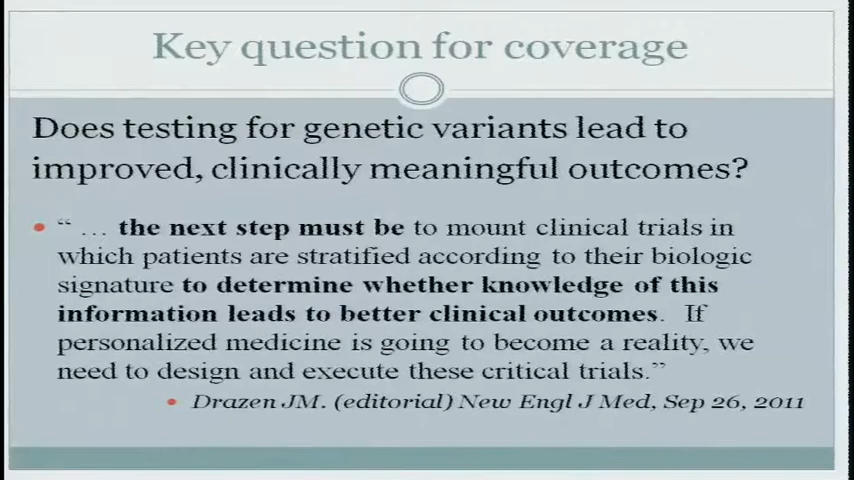 Key question for coverage
Does testing for genetic variants lead to
improved, clinically meaningful outcomes?
“ … the next step must be to mount clinical trials in
which patients are stratified according to their biologic
signature to determine whether knowledge of this
information leads to better clinical outcomes. If
personalized medicine is going to become a reality, we
need to design and execute these critical trials.”
Drazen JM. (editorial) New Engl J Med, Sep 26, 2011